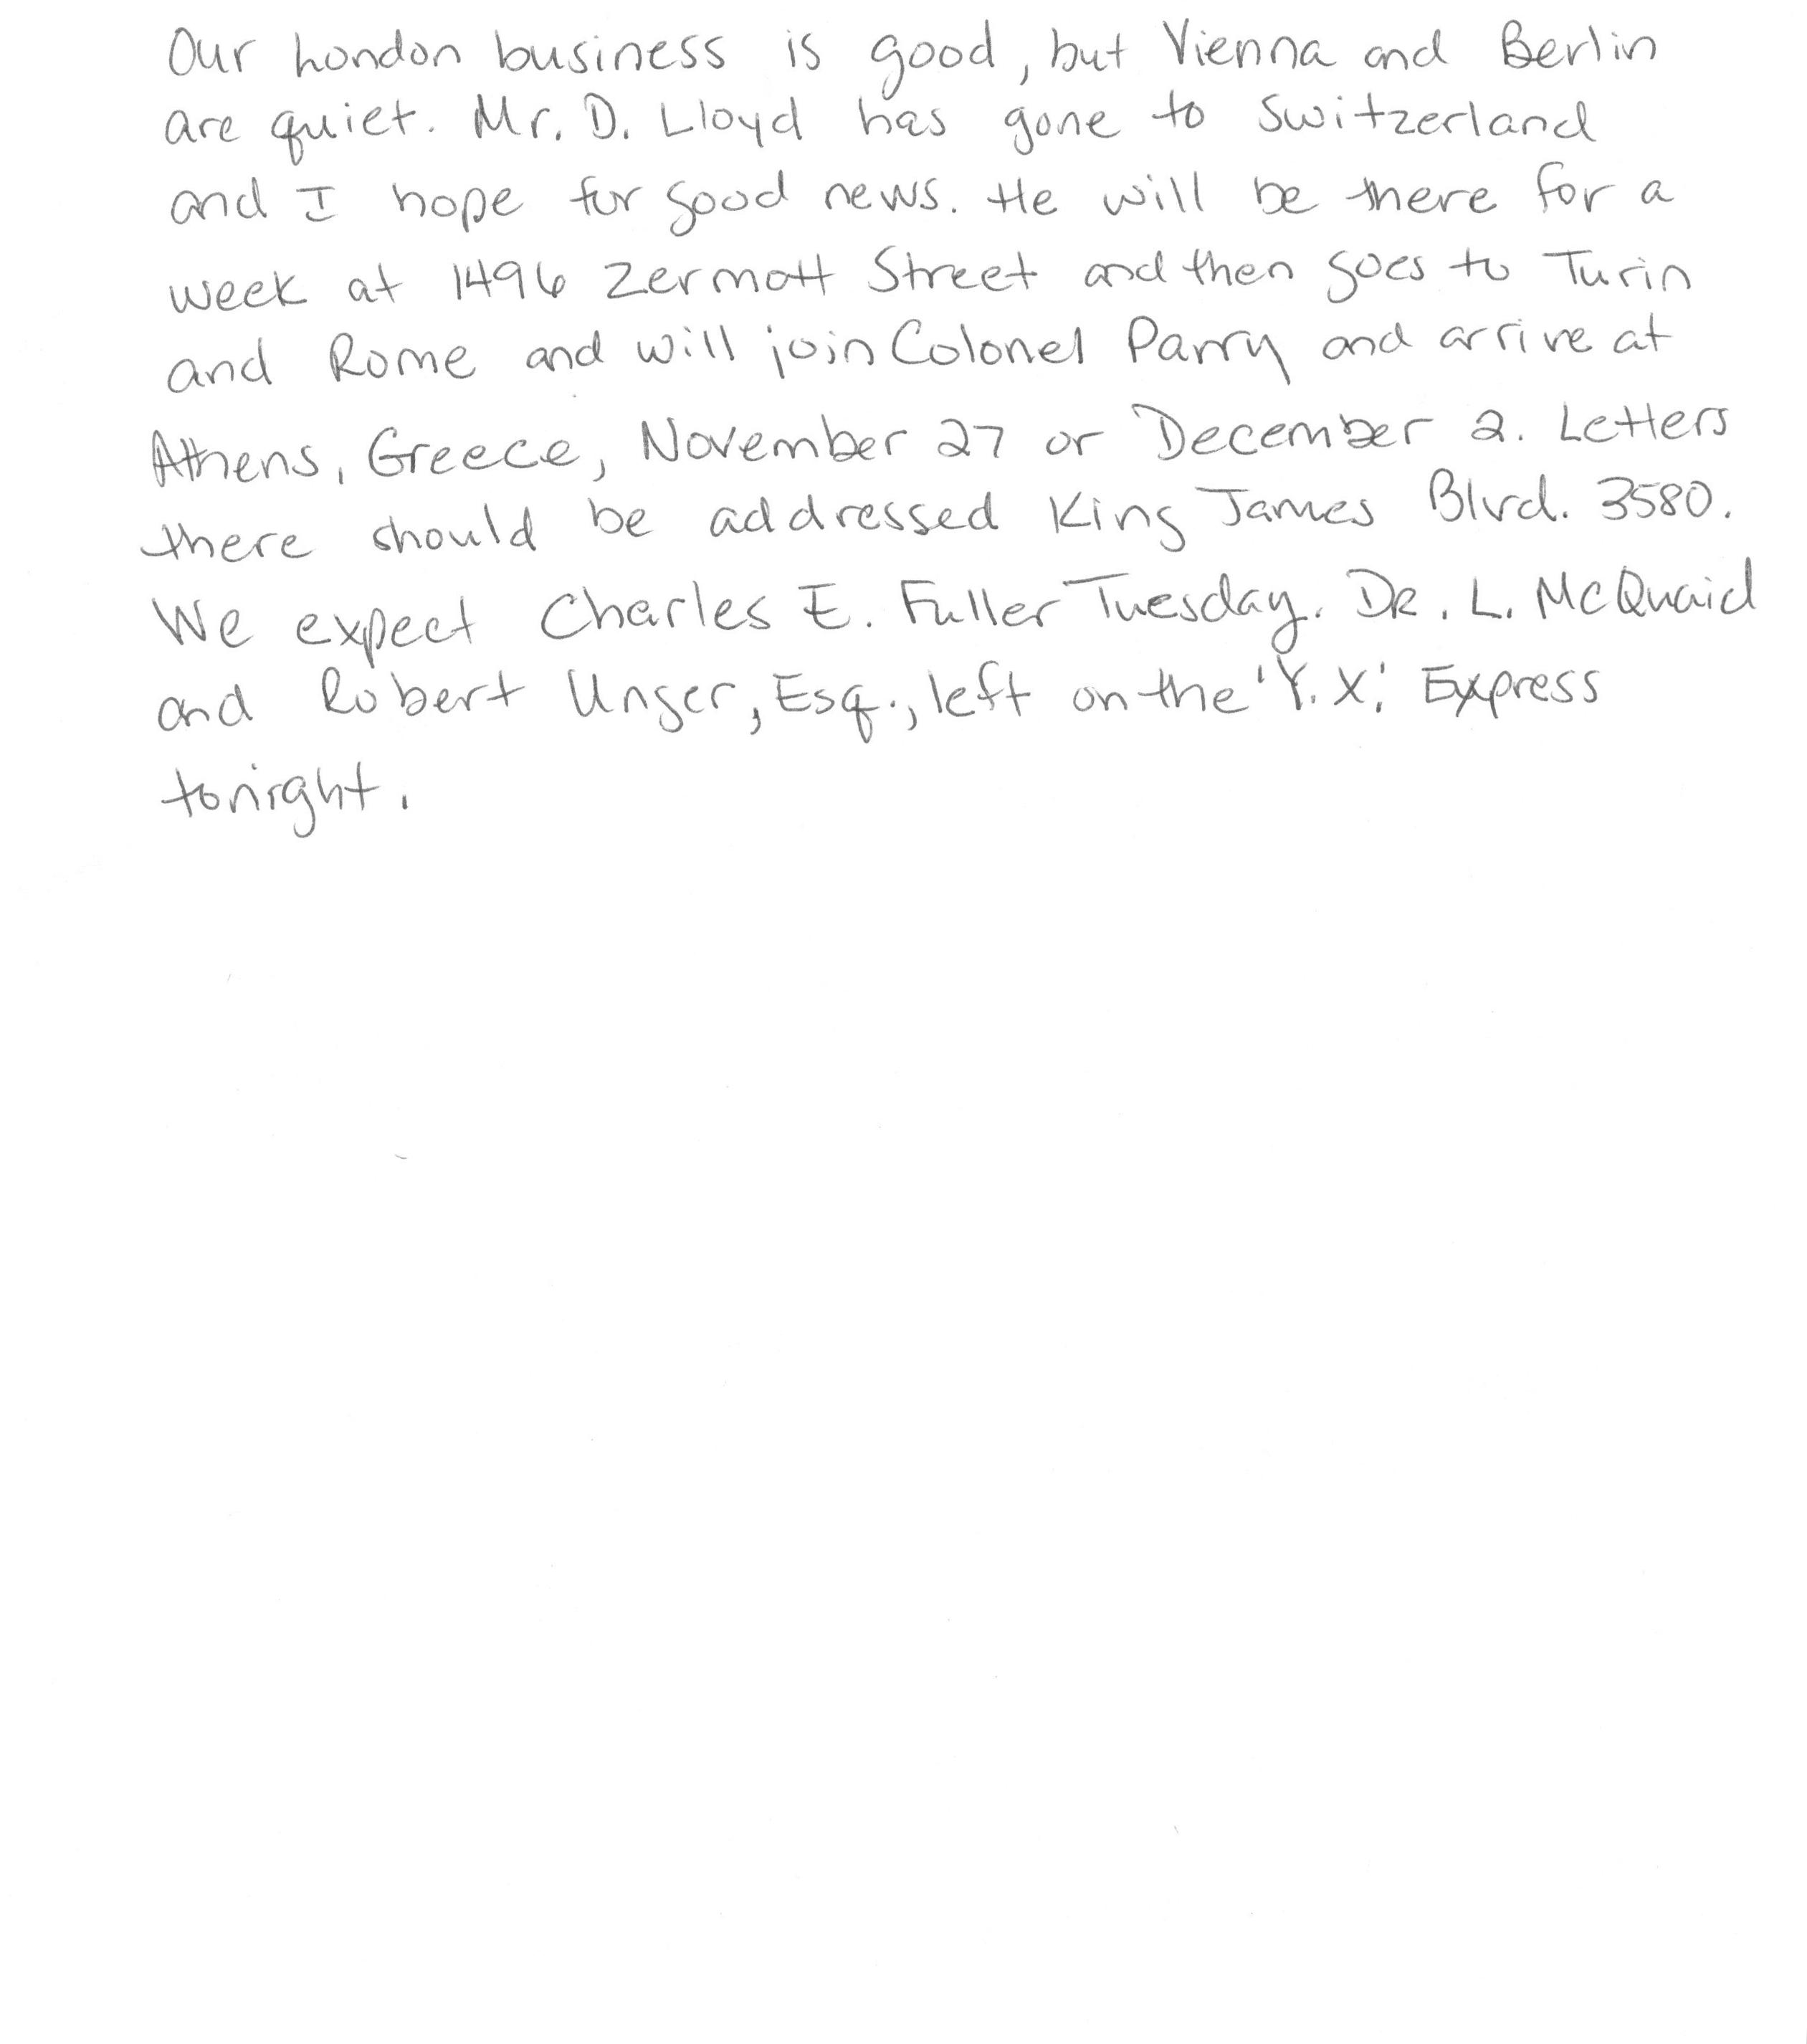 Our London business is good, but Vienna and Berlin
are quiet. Mr. D. Lloyd has gone to Switzerland
and I hope for good news. He will be there for a
week at 1496 Zermott Street and then goes to Turin
and Rome and will join Colonel Parry and arrive at
Athens, Greece, November 27 or December 2. Letters
there should be addressed King James Blvd. 3580.
We expect Charles E. Fuller Tuesday. Dr. L. McQuaid
and Robert Unger, Esq., left on the 'Y.X.' Express
tonight.